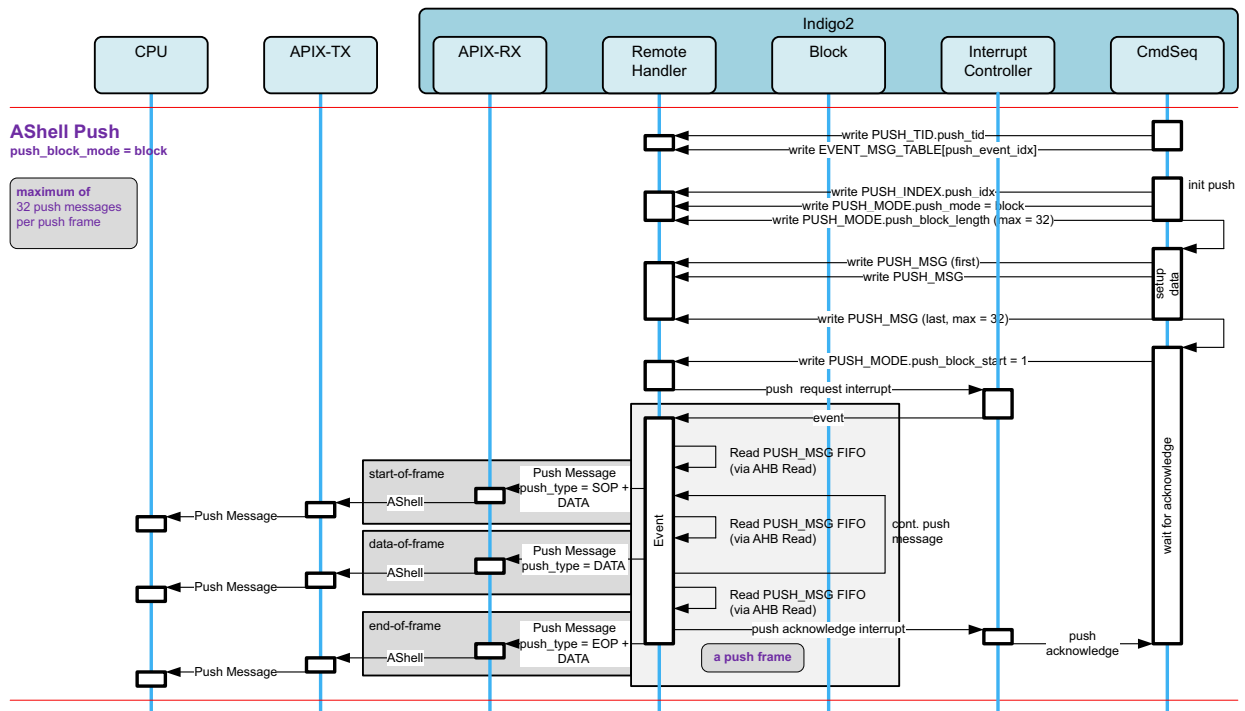 Indigo2
CPU
APIX-TX
APIX-RX
Remote
Handler
Block
Interrupt
Controller
CmdSeq
AShell Push
push_block_mode = block
maximum of
32 push messages
per push frame
write PUSH_TID.push_tid
write EVENT_MSG_TABLE[push_event_idx]
init push
write PUSH_INDEX.push_idx
write PUSH_MODE.push_mode = block
write PUSH_MODE.push_block_length (max = 32)
write PUSH_MSG (first)
write PUSH_MSG
setup
data
write PUSH_MSG (last, max = 32)
write PUSH_MODE.push_block_start = 1
push request interrupt
event
wait for acknowledge
Event
Read PUSH_MSG FIFO
(via AHB Read)
start-of-frame
Push Message
push_type = SOP +
DATA
AShell
Push Message
cont. push
message
Read PUSH_MSG FIFO
(via AHB Read)
data-of-frame
Push Message
push_type = DATA
AShell
Push Message
Read PUSH_MSG FIFO
(via AHB Read)
end-of-frame
Push Message
push_type = EOP +
DATA
AShell
Push Message
push acknowledge interrupt
push
acknowledge
a push frame